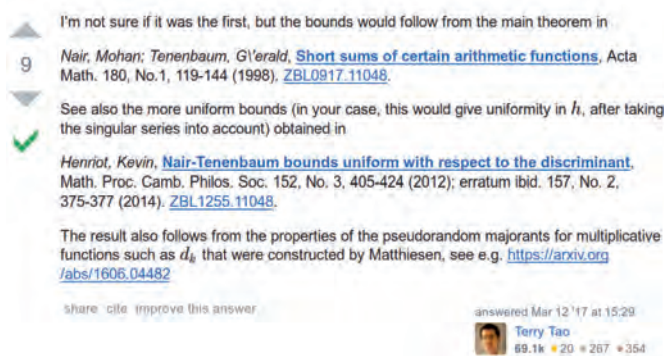 I'm not sure if it was the first, but the bounds would follow from the main theorem in
9
Nair, Mohan; Tenenbaum, G\'erald, Short sums of certain arithmetic functions, Acta
Math. 180, No.1, 119-144 (1998). ZBL0917.11048.
See also the more uniform bounds (in your case, this would give uniformity in h, after taking
the singular series into account) obtained in
Henriot, Kevin, Nair-Tenenbaum bounds uniform with respect to the discriminant,
Math. Proc. Camb. Philos. Soc. 152, No. 3, 405-424 (2012); erratum ibid. 157, No. 2,
375-377 (2014). ZBL1255.11048.
The result also follows from the properties of the pseudorandom majorants for multiplicative
functions such as d_k that were constructed by Matthiesen, see e.g. https://arxiv.org
/abs/1606.04482
share cite improve this answer
answered Mar 12 '17 at 15:29
Terry Tao
69.1k 20 267 354